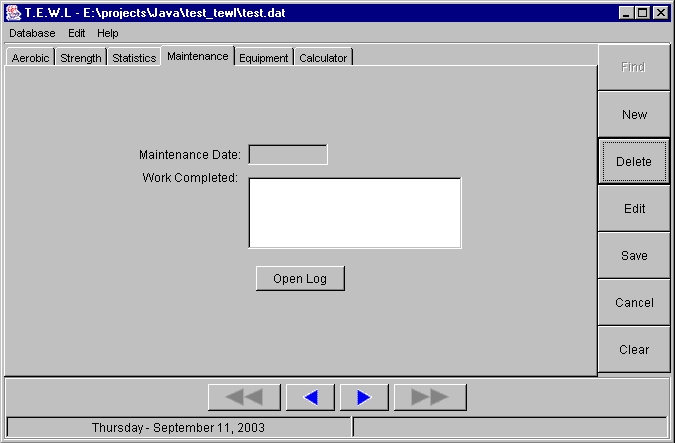 T.E.W.L - E:\projects\Java\test_tewl\test.dat
Database Edit Help
Aerobic Strength Statistics Maintenance Equipment Calculator
Maintenance Date:
Work Completed:
Open Log
Find
New
Delete
Edit
Save
Cancel
Clear
Thursday - September 11, 2003